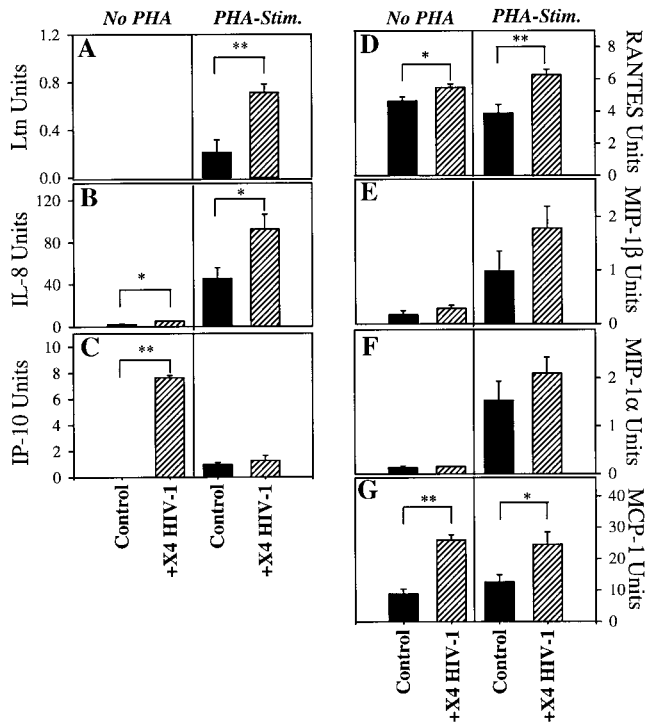 No PHA PHA-Stim.
A
Ltn Units
1.2
0.8
0.4
0.0
**
B
IL-8 Units
120
80
40
0
*
*
C
IP-10 Units
10
8
6
4
2
0
**
Control
+X4 HIV-1
Control
+X4 HIV-1
No PHA PHA-Stim.
D
RANTES Units
8
6
4
2
0
*
**
E
MIP-1β Units
2
1
0
F
MIP-1α Units
2
1
0
G
MCP-1 Units
40
30
20
10
0
**
*
Control
+X4 HIV-1
Control
+X4 HIV-1